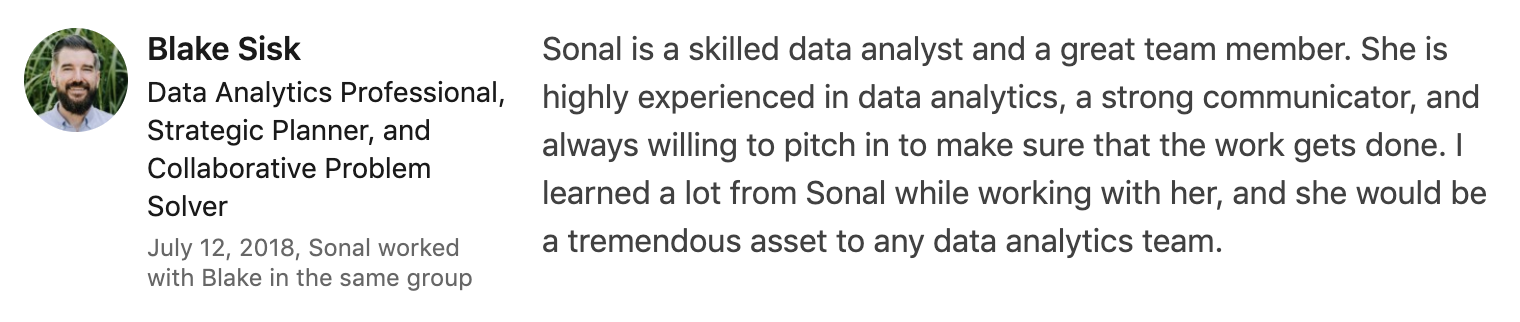 Blake Sisk
Data Analytics Professional,
Strategic Planner, and
Collaborative Problem
Solver
July 12, 2018, Sonal worked
with Blake in the same group
Sonal is a skilled data analyst and a great team member. She is
highly experienced in data analytics, a strong communicator, and
always willing to pitch in to make sure that the work gets done. I
learned a lot from Sonal while working with her, and she would be
a tremendous asset to any data analytics team.